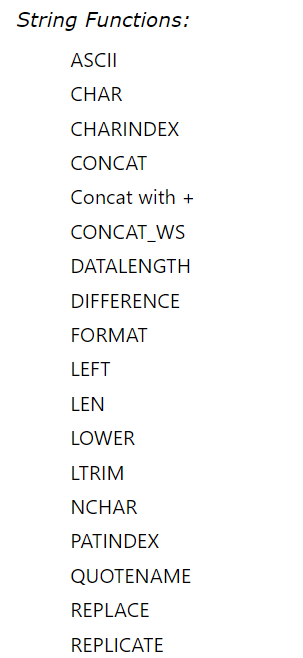 String Functions:
ASCII
CHAR
CHARINDEX
CONCAT
Concat with +
CONCAT_WS
DATALENGTH
DIFFERENCE
FORMAT
LEFT
LEN
LOWER
LTRIM
NCHAR
PATINDEX
QUOTENAME
REPLACE
REPLICATE